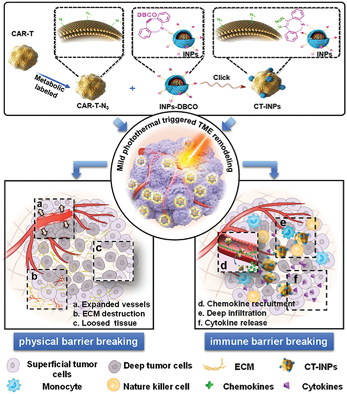 CAR-T
Metabolic
labeled
CAR-T-N3
+
DBCO
INPs
INPs-DBCO
Click
INPs
CT-INPs
Mild photothermal triggered TME remodeling
a
b
c
a. Expanded vessels
b. ECM destruction
c. Loosed tissue
d
e
f
d. Chemokine recruitment
e. Deep infiltration
f. Cytokine release
physical barrier breaking
immune barrier breaking
Superficial tumor
cells
Deep tumor cells
ECM
CT-INPs
Monocyte
Nature killer cell
Chemokines
Cytokines